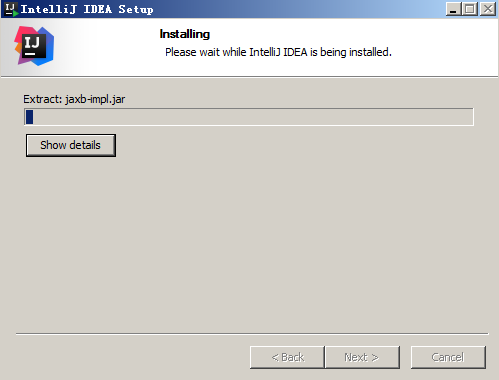 IntelliJ IDEA Setup
IJ
Installing
Please wait while IntelliJ IDEA is being installed.
Extract: jaxb-impl.jar
Show details
< Back
Next >
Cancel